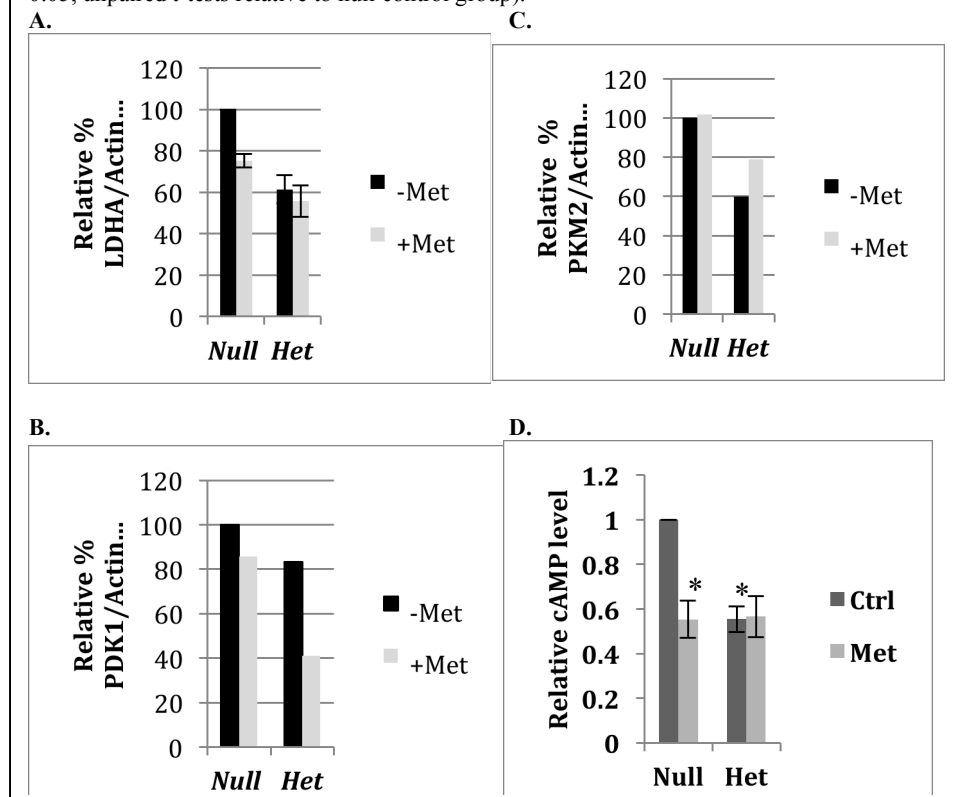 0.05, unpaired t-tests relative to null control group).
A.
120
100
80
60
40
20
0
Relative %
LDHA/Actin...
Null Het
-Met
+Met
C.
120
100
80
60
40
20
0
Relative %
PKM2/Actin...
Null Het
-Met
+Met
B.
120
100
80
60
40
20
0
Relative %
PDK1/Actin...
Null Het
-Met
+Met
D.
1.2
1
0.8
0.6
0.4
0.2
0
Relative cAMP level
* *
Null Het
Ctrl
Met